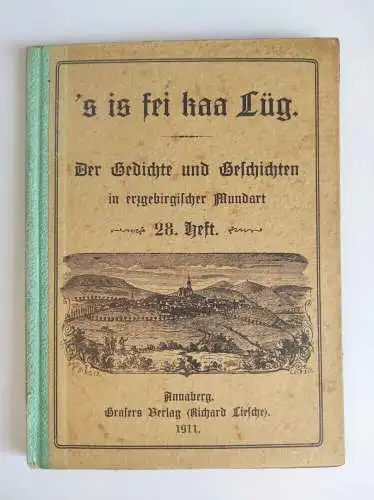 's is fei kaa Lüg.
Der Gedichte und Geschichten
in erzgebirgischer Mundart
28. Heft.
Annaberg.
Grasers Verlag (Richard Liesche).
1911.